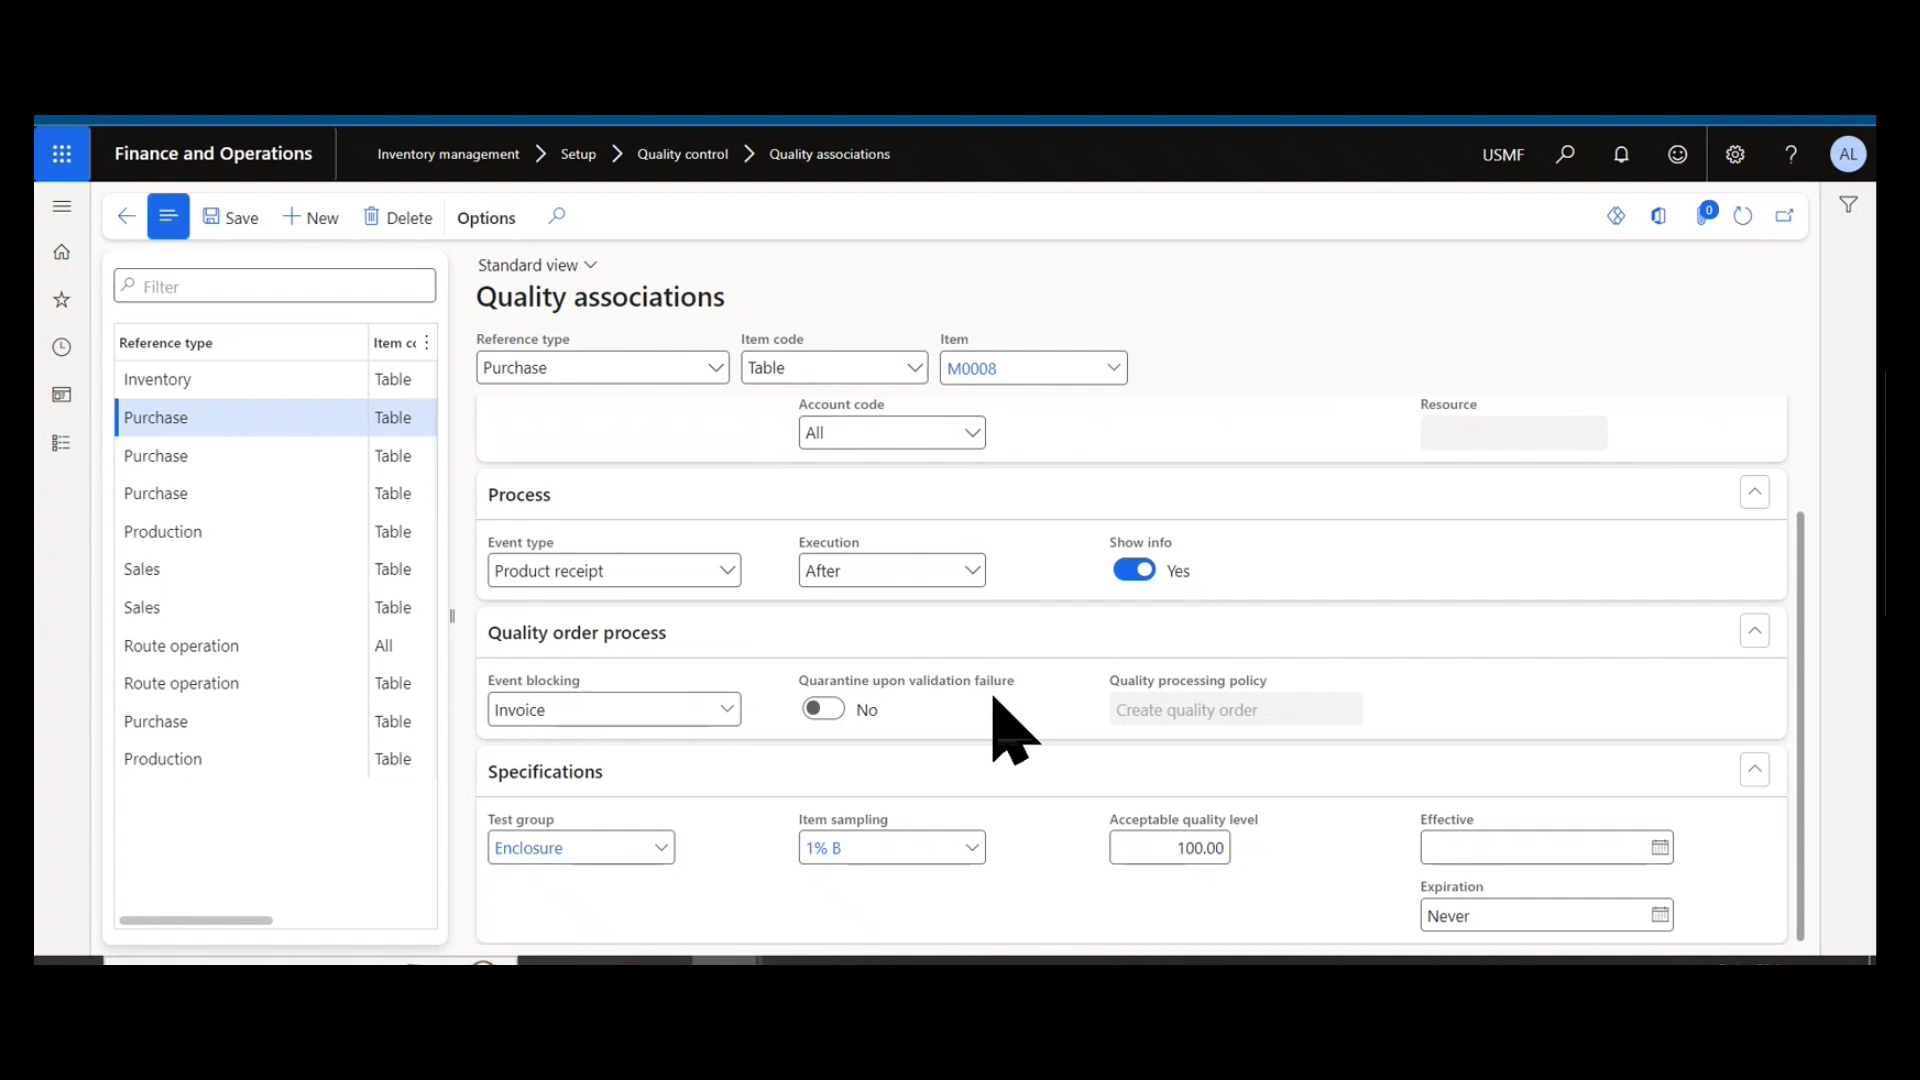 Finance and Operations
Inventory management > Setup > Quality control > Quality associations
USMF
?
AL
Save
New
Delete
Options
0
Filter
Reference type Item co
Inventory Table
Purchase Table
Purchase Table
Purchase Table
Production Table
Sales Table
Sales Table
Route operation All
Route operation Table
Purchase Table
Production Table
Standard view
Quality associations
Reference type Item code Item
Purchase Table M0008
Account code Resource
All
Process
Event type Execution Show info
Product receipt After Yes
Quality order process
Event blocking Quarantine upon validation failure Quality processing policy
Invoice No Create quality order
Specifications
Test group Item sampling Acceptable quality level Effective
Enclosure 1% B 100.00
Expiration
Never